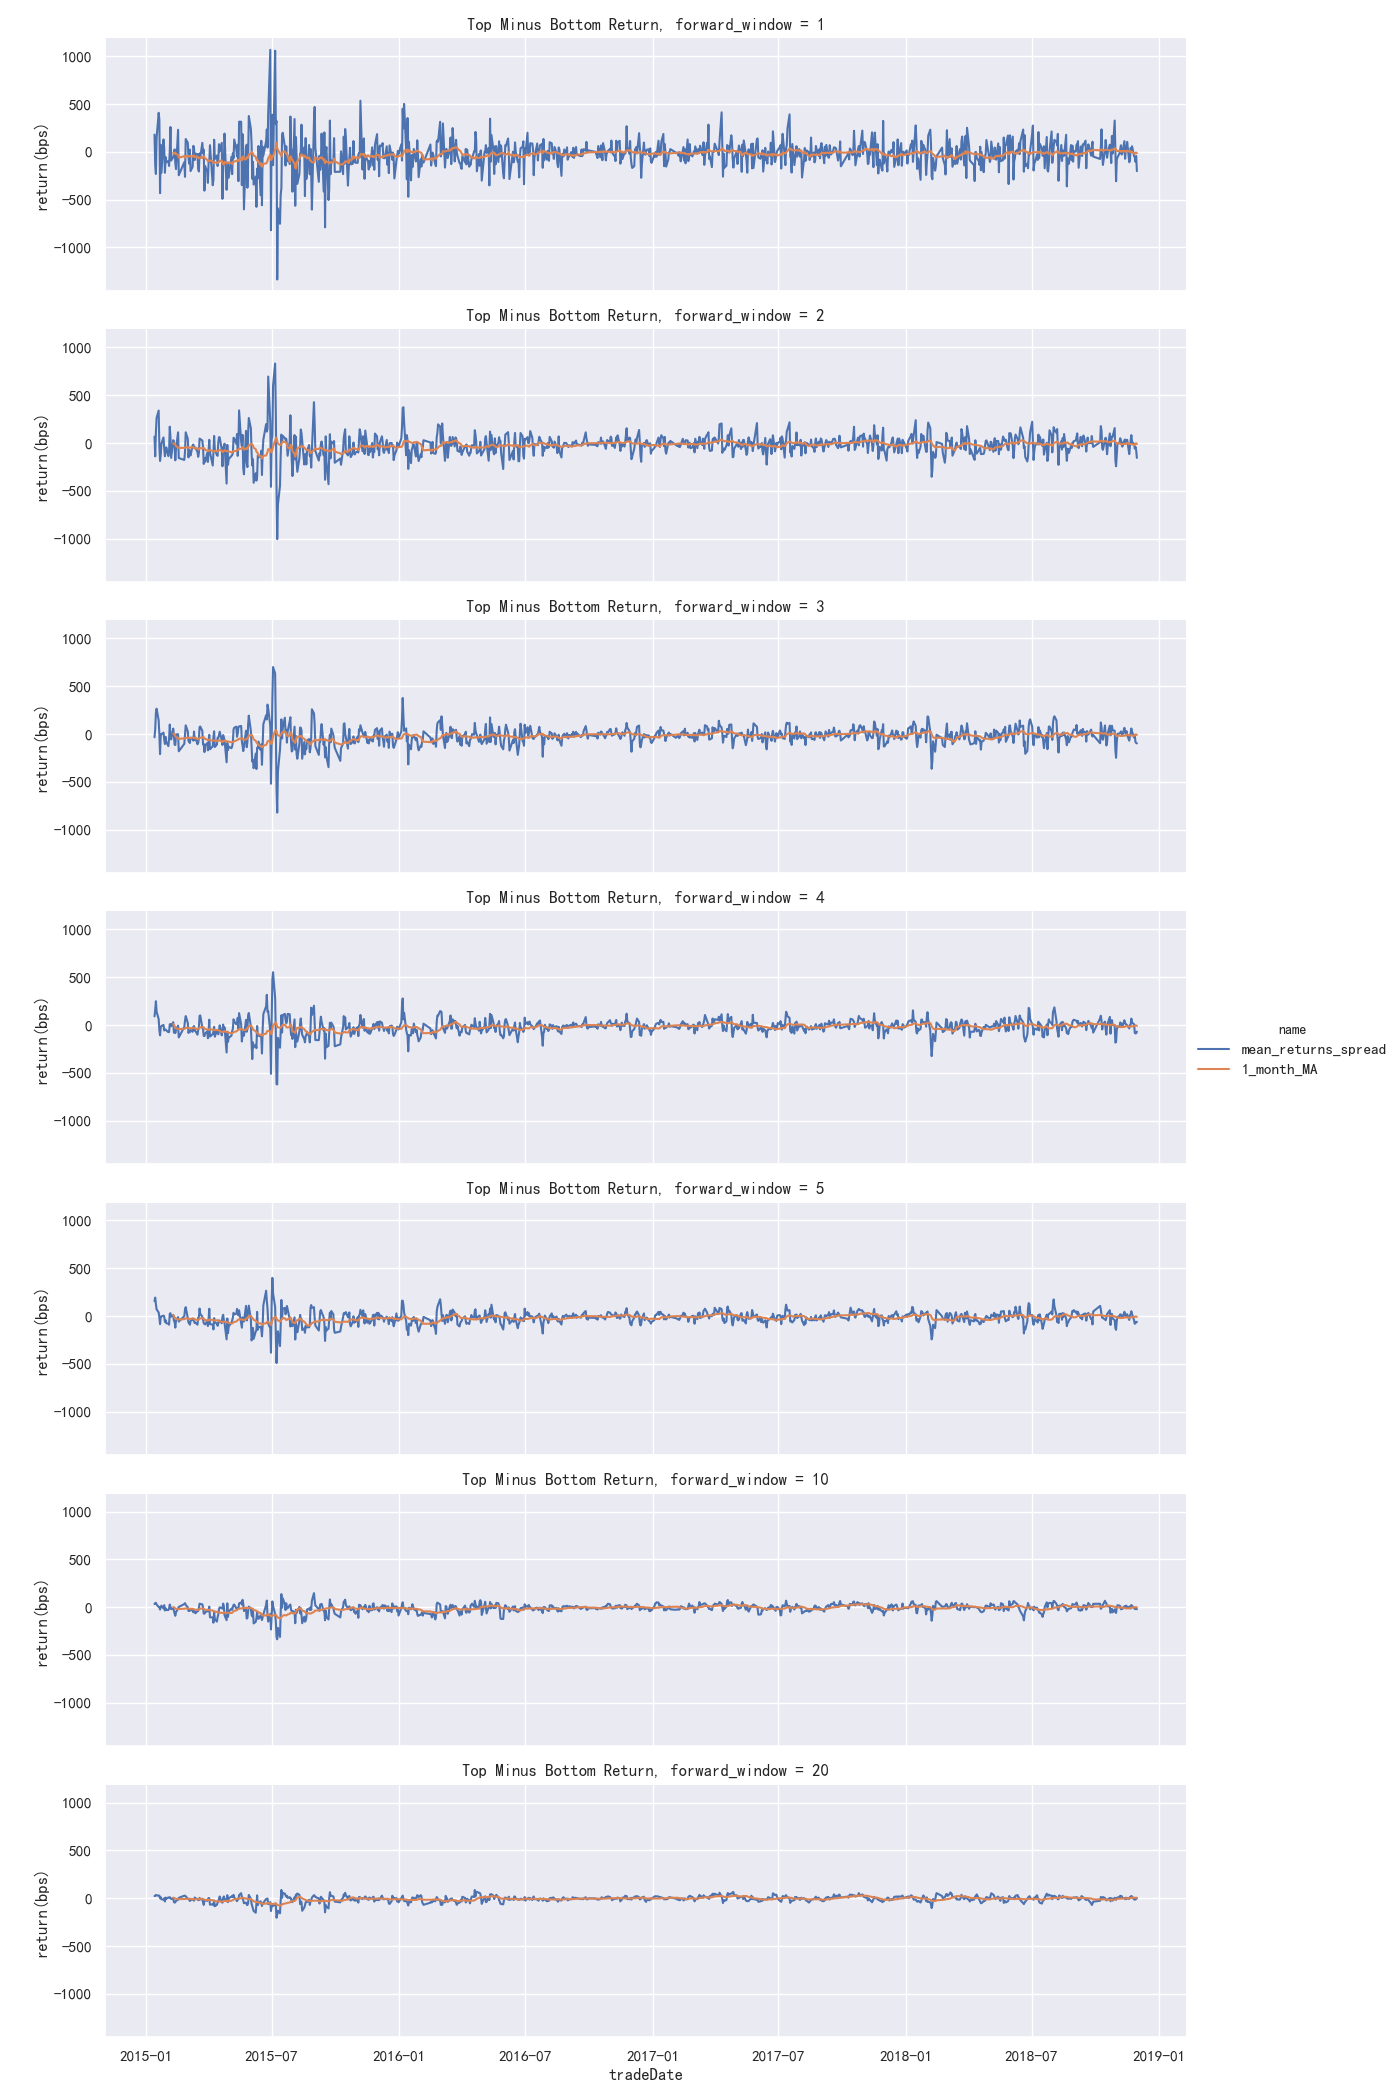 Top Minus Bottom Return, forward_window = 1
1000
500
0
−500
−1000
return(bps)
Top Minus Bottom Return, forward_window = 2
1000
500
0
−500
−1000
return(bps)
Top Minus Bottom Return, forward_window = 3
1000
500
0
−500
−1000
return(bps)
Top Minus Bottom Return, forward_window = 4
1000
500
0
−500
−1000
return(bps)
name
mean_returns_spread
1_month_MA
Top Minus Bottom Return, forward_window = 5
1000
500
0
−500
−1000
return(bps)
Top Minus Bottom Return, forward_window = 10
1000
500
0
−500
−1000
return(bps)
Top Minus Bottom Return, forward_window = 20
1000
500
0
−500
−1000
return(bps)
2015−01 2015−07 2016−01 2016−07 2017−01 2017−07 2018−01 2018−07 2019−01
tradeDate